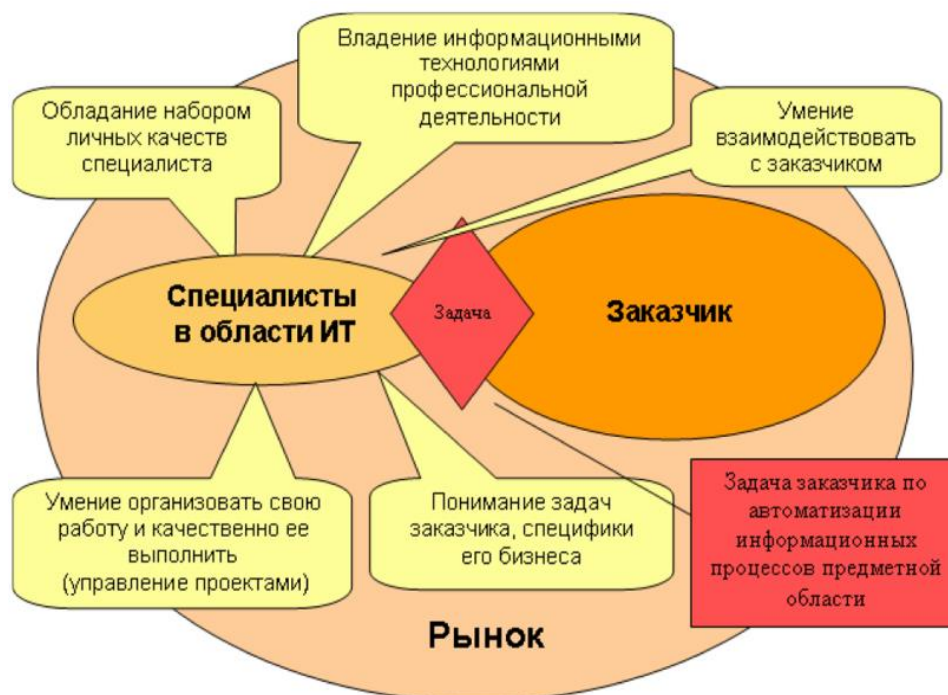 Владение информационными
технологиями
профессиональной
деятельности
Обладание набором
личных качеств
специалиста
Умение
взаимодействовать
с заказчиком
Специалисты
в области ИТ
Задача
Заказчик
Умение организовать свою
работу и качественно ее
выполнить
(управление проектами)
Понимание задач
заказчика, специфики
его бизнеса
Задача заказчика по
автоматизации
информационных
процессов предметной
области
Рынок